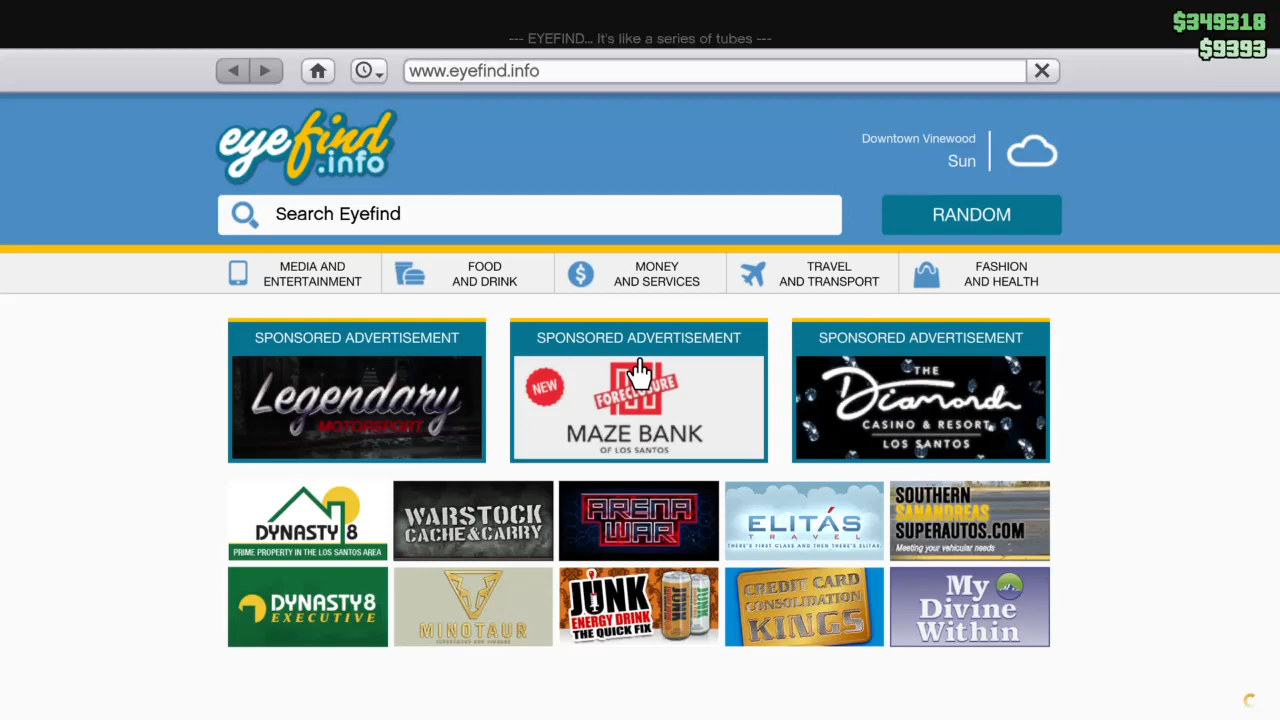 $349318
--- EYEFIND... It's like a series of tubes ---
$9393
www.eyefind.info
eyefind
.info
Downtown Vinewood
Sun
Search Eyefind
RANDOM
MEDIA AND
ENTERTAINMENT
FOOD
AND DRINK
MONEY
AND SERVICES
TRAVEL
AND TRANSPORT
FASHION
AND HEALTH
SPONSORED ADVERTISEMENT
Legendary
MOTORSPORT
SPONSORED ADVERTISEMENT
NEW
FORECLOSURE
MAZE BANK
OF LOS SANTOS
SPONSORED ADVERTISEMENT
THE
Diamond
CASINO & RESORT
LOS SANTOS
DYNASTY 8
PRIME PROPERTY IN THE LOS SANTOS AREA
WARSTOCK
CACHE & CARRY
ARENA
WAR
ELITÁS
TRAVEL
THERE'S FIRST CLASS AND THEN THERE'S ELITAS.
SOUTHERN
SANANDREAS
SUPERAUTOS.COM
Meeting your vehicular needs
DYNASTY 8
EXECUTIVE
MINOTAUR
JUNK
ENERGY DRINK
THE QUICK FIX
JUNK
JUNK
CREDIT CARD
CONSOLIDATION
KINGS
My
Divine
Within